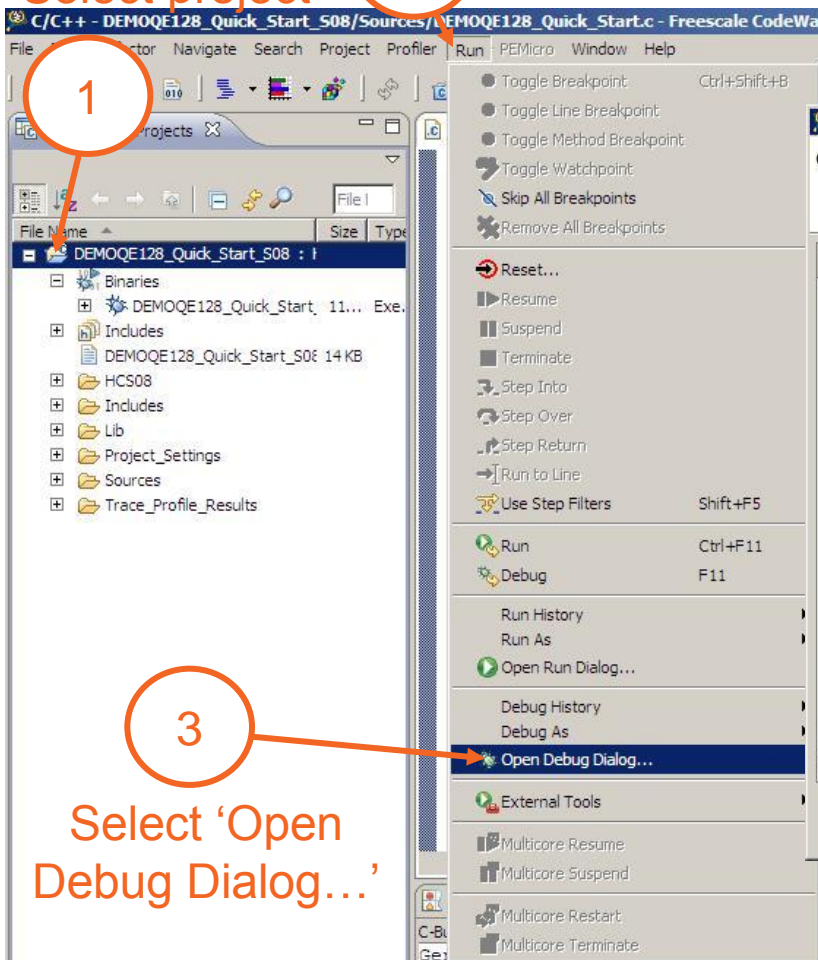 Select project
C/C++ - DEMOQE128_Quick_Start_S08/Sources/DEMOQE128_Quick_Start.c - Freescale CodeWa
File Navigate Search Project Profiler Run PEMicro Window Help
1
Projects
File
File Name Size Type
DEMOQE128_Quick_Start_S08 :
Binaries
DEMOQE128_Quick_Start_ 11... Exe.
Includes
DEMOQE128_Quick_Start_S08 14 KB
HCS08
Includes
Lib
Project_Settings
Sources
Trace_Profile_Results
Toggle Breakpoint Ctrl+Shift+B
Toggle Line Breakpoint
Toggle Method Breakpoint
Toggle Watchpoint
Skip All Breakpoints
Remove All Breakpoints
Reset...
Resume
Suspend
Terminate
Step Into
Step Over
Step Return
Run to Line
Use Step Filters Shift+F5
Run Ctrl+F11
Debug F11
Run History
Run As
Open Run Dialog...
Debug History
Debug As
Open Debug Dialog...
External Tools
Multicore Resume
Multicore Suspend
Multicore Restart
Multicore Terminate
3
Select ‘Open
Debug Dialog…’
C-Bu
Ge